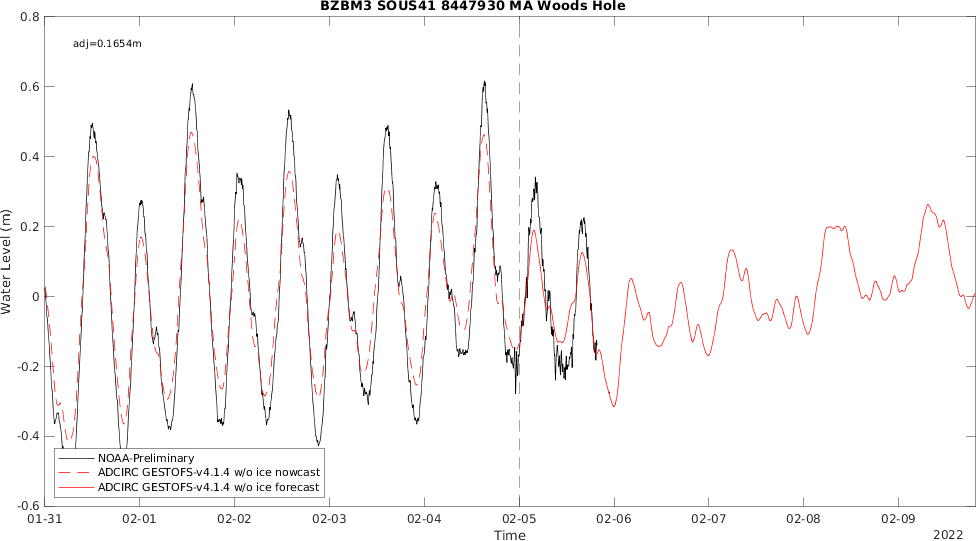 BZBM3 SOUS41 8447930 MA Woods Hole
adj=0.1654m
0.8
0.6
0.4
0.2
0
-0.2
-0.4
-0.6
Water Level (m)
NOAA-Preliminary
ADCIRC GESTOFS-v4.1.4 w/o ice nowcast
ADCIRC GESTOFS-v4.1.4 w/o ice forecast
01-31 02-01 02-02 02-03 02-04 02-05 02-06 02-07 02-08 02-09
Time
2022